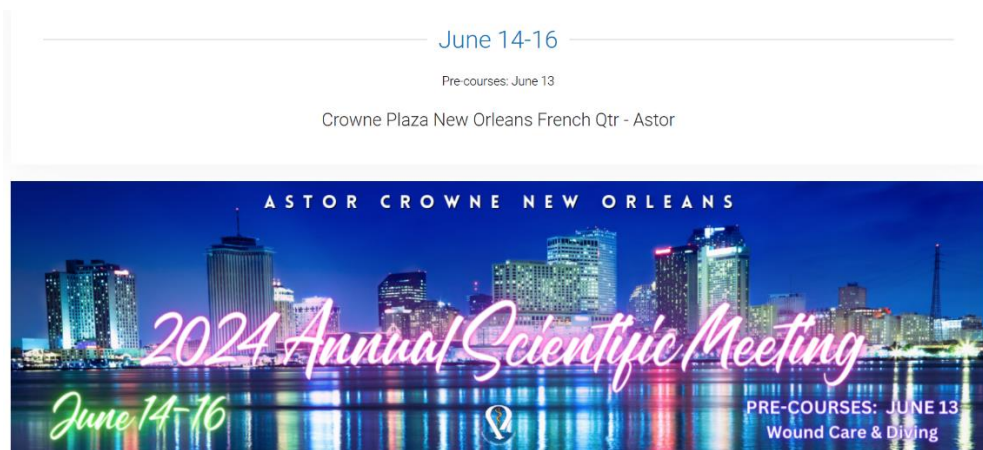 June 14-16
Pre-courses: June 13
Crowne Plaza New Orleans French Qtr - Astor
ASTOR CROWNE NEW ORLEANS
2024 Annual Scientific Meeting
June 14-16
PRE-COURSES: JUNE 13
Wound Care & Diving